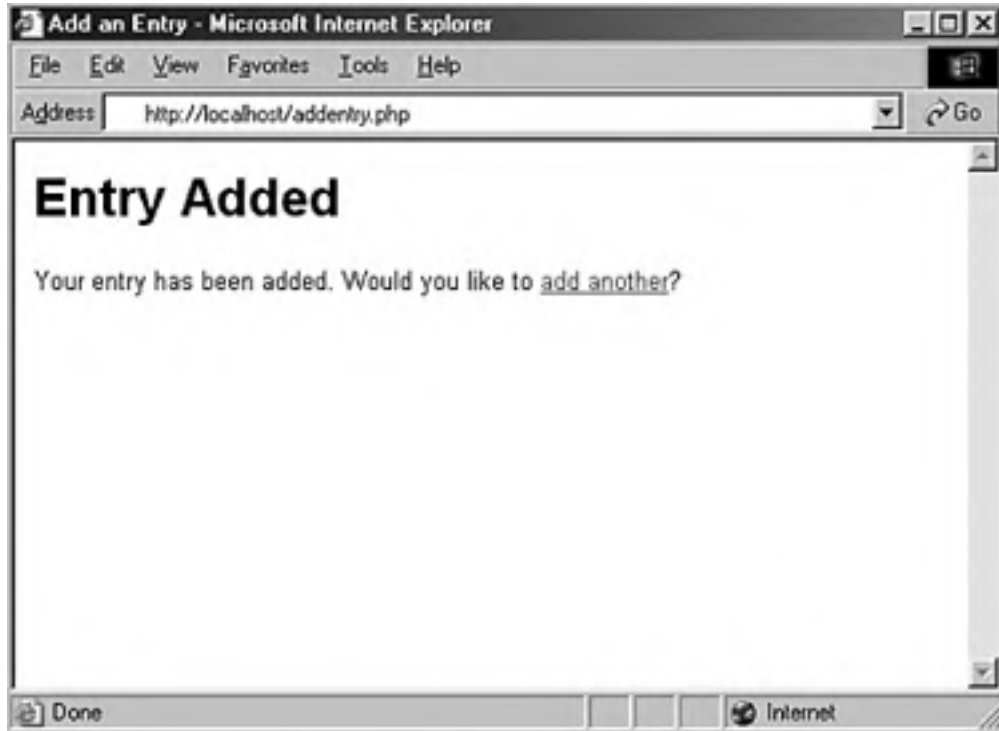 Add an Entry - Microsoft Internet Explorer
File Edit View Favorites Tools Help
Address http://localhost/addentry.php Go
Entry Added
Your entry has been added. Would you like to add another?
Done Internet